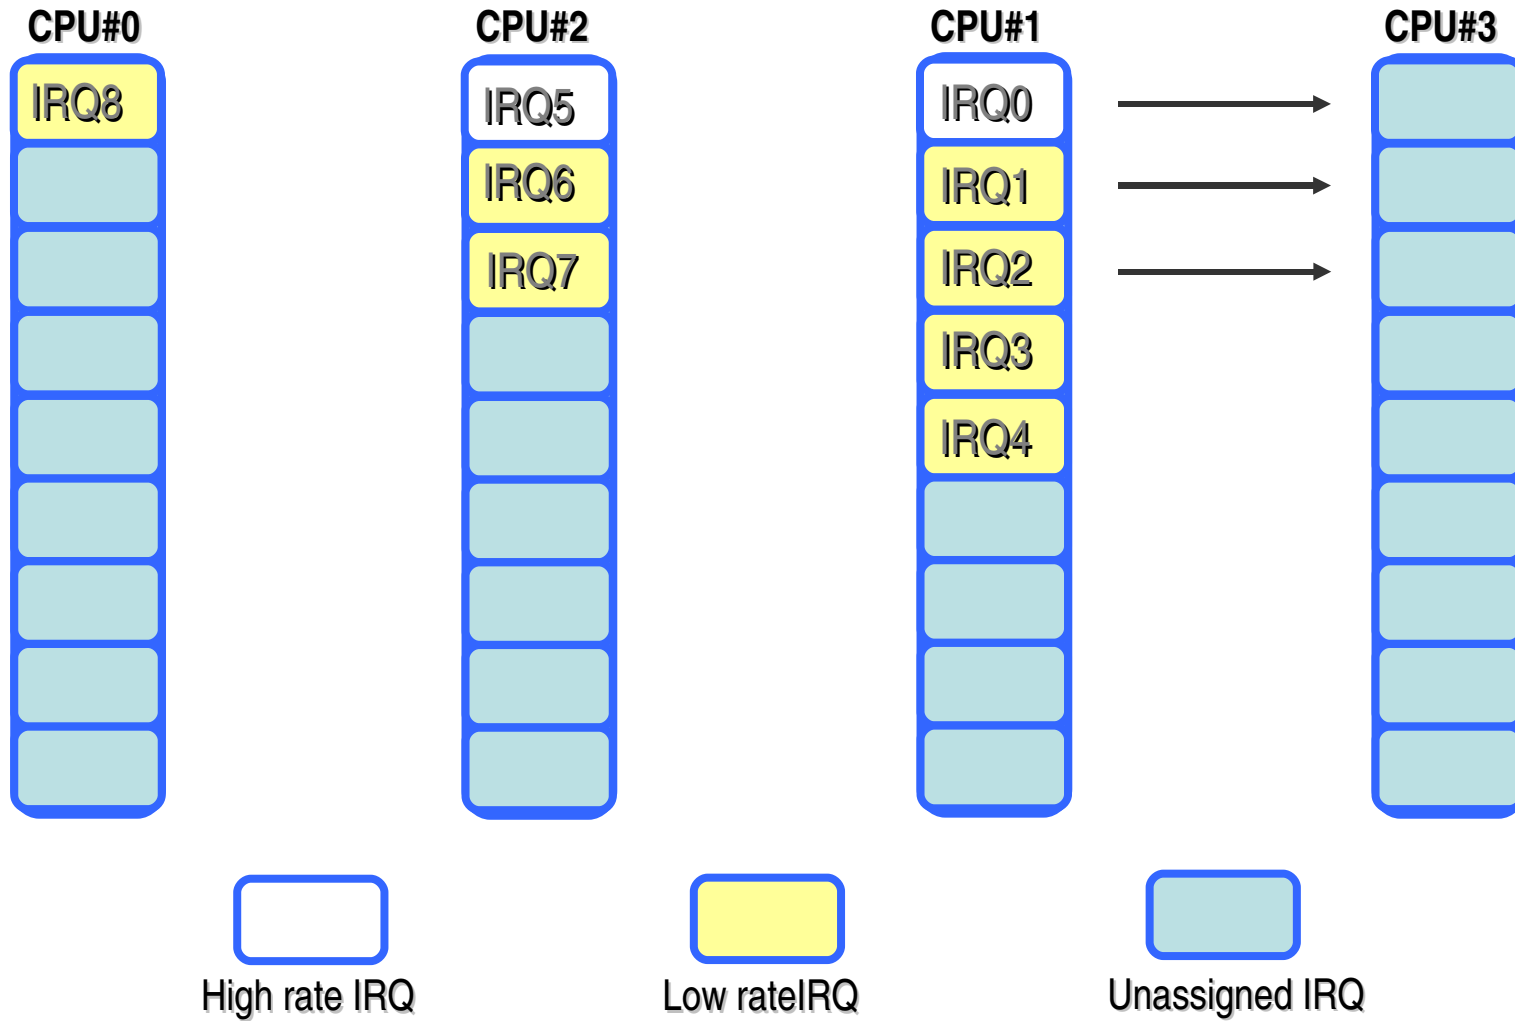 CPU#0
CPU#2
CPU#1
CPU#3
IRQ8
IRQ5
IRQ0
IRQ6
IRQ1
IRQ7
IRQ2
IRQ3
IRQ4
High rate IRQ
Low rateIRQ
Unassigned IRQ